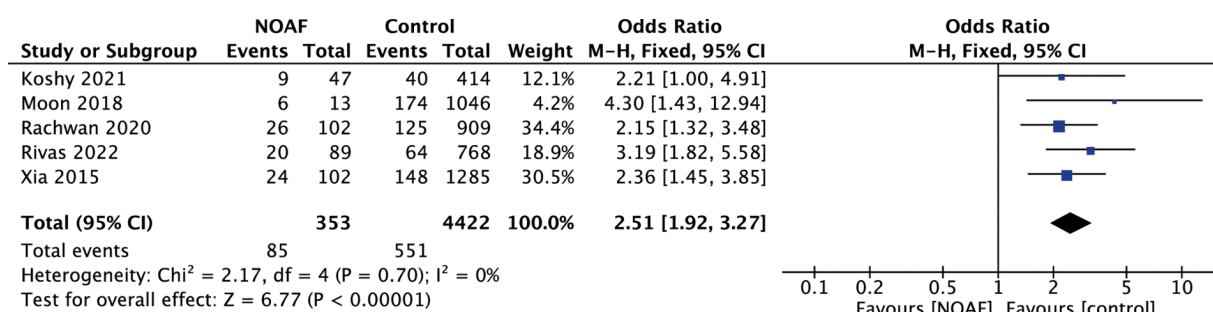 NOAF Control Odds Ratio Odds Ratio
Study or Subgroup Events Total Events Total Weight M-H, Fixed, 95% CI M-H, Fixed, 95% CI
Koshy 2021 9 47 40 414 12.1% 2.21 [1.00, 4.91]
Moon 2018 6 13 174 1046 4.2% 4.30 [1.43, 12.94]
Rachwan 2020 26 102 125 909 34.4% 2.15 [1.32, 3.48]
Rivas 2022 20 89 64 768 18.9% 3.19 [1.82, 5.58]
Xia 2015 24 102 148 1285 30.5% 2.36 [1.45, 3.85]
Total (95% CI) 353 4422 100.0% 2.51 [1.92, 3.27]
Total events 85 551
Heterogeneity: Chi² = 2.17, df = 4 (P = 0.70); I² = 0%
Test for overall effect: Z = 6.77 (P < 0.00001)
0.1 0.2 0.5 1 2 5 10
Favours [NOAF] Favours [control]